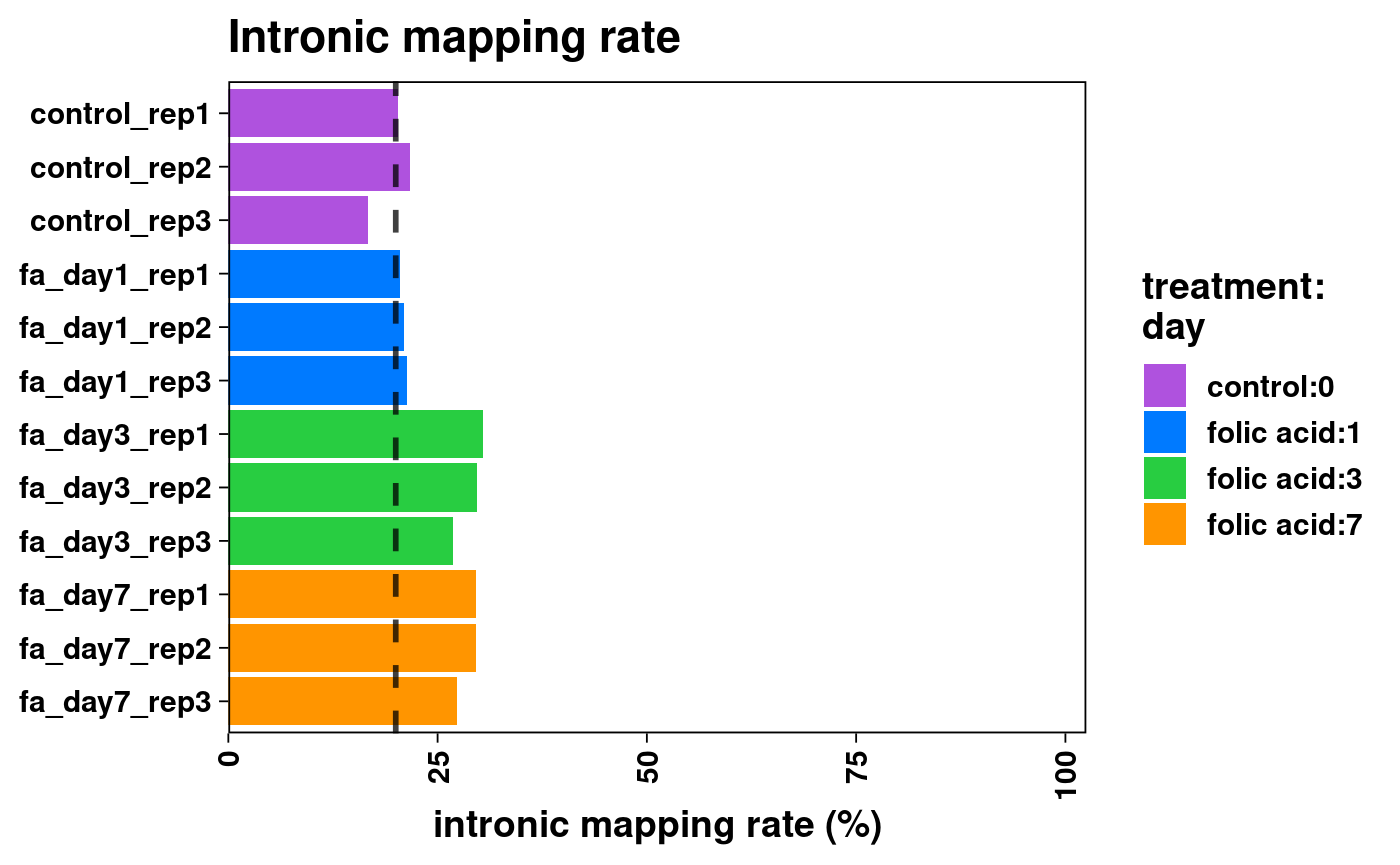 Intronic mapping rate
control_rep1
control_rep2
control_rep3
fa_day1_rep1
fa_day1_rep2
fa_day1_rep3
fa_day3_rep1
fa_day3_rep2
fa_day3_rep3
fa_day7_rep1
fa_day7_rep2
fa_day7_rep3
0
25
50
75
100
intronic mapping rate (%)
treatment:
day
control:0
folic acid:1
folic acid:3
folic acid:7